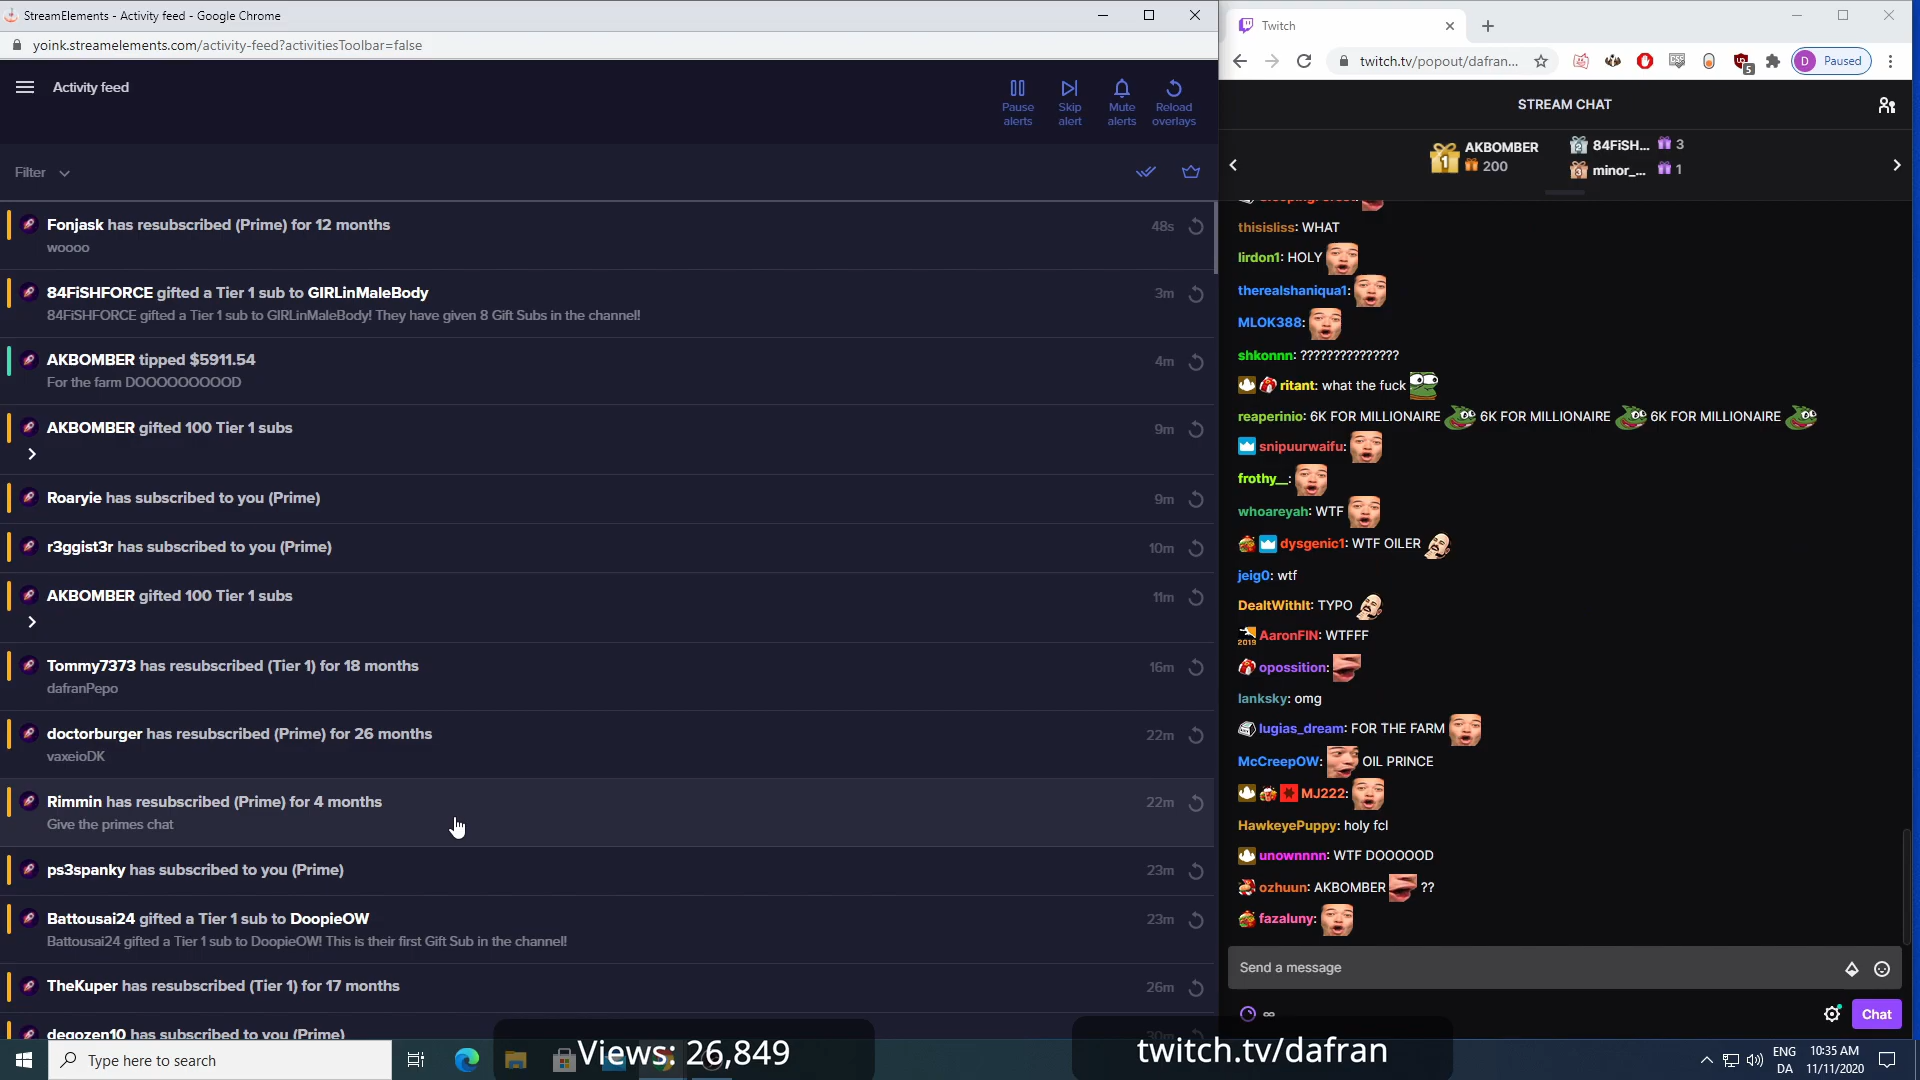 StreamElements - Activity feed - Google Chrome
yoink.streamelements.com/activity-feed?activitiesToolbar=false
Activity feed
Pause alerts
Skip alert
Mute alerts
Reload overlays
Filter
Fonjask has resubscribed (Prime) for 12 months
48s
woooo
84FiSHFORCE gifted a Tier 1 sub to GIRLinMaleBody
3m
84FiSHFORCE gifted a Tier 1 sub to GIRLinMaleBody! They have given 8 Gift Subs in the channel!
AKBOMBER tipped $5911.54
4m
For the farm DOOOOOOOOOD
AKBOMBER gifted 100 Tier 1 subs
9m
Roaryie has subscribed to you (Prime)
9m
r3ggist3r has subscribed to you (Prime)
10m
AKBOMBER gifted 100 Tier 1 subs
11m
Tommy7373 has resubscribed (Tier 1) for 18 months
16m
dafranPepo
doctorburger has resubscribed (Prime) for 26 months
22m
vaxeioDK
Rimmin has resubscribed (Prime) for 4 months
22m
Give the primes chat
ps3spanky has subscribed to you (Prime)
23m
Battousai24 gifted a Tier 1 sub to DoopieOW
23m
Battousai24 gifted a Tier 1 sub to DoopieOW! This is their first Gift Sub in the channel!
TheKuper has resubscribed (Tier 1) for 17 months
26m
degozen10 has subscribed to you (Prime)
30m
Twitch
twitch.tv/popout/dafran...
5
D Paused
STREAM CHAT
1 AKBOMBER
200
2 84FiSH... 3
3 minor_... 1
thisisliss: WHAT
lirdon1: HOLY
therealshaniqua1:
MLOK388:
shkonnn: ???????????????
ritant: what the fuck
reaperinio: 6K FOR MILLIONAIRE 6K FOR MILLIONAIRE 6K FOR MILLIONAIRE
snipuurwaifu:
frothy__:
whoareyah: WTF
dysgenic1: WTF OILER
jeig0: wtf
DealtWithIt: TYPO
2019 AaronFIN: WTFFF
opossition:
lanksky: omg
lugias_dream: FOR THE FARM
McCreepOW: OIL PRINCE
MJ222:
HawkeyePuppy: holy fcl
unownnnn: WTF DOOOOOD
ozhuun: AKBOMBER ??
fazaluny:
Send a message
Chat
Type here to search
Views: 26,849
twitch.tv/dafran
ENG
DA
10:35 AM
11/11/2020